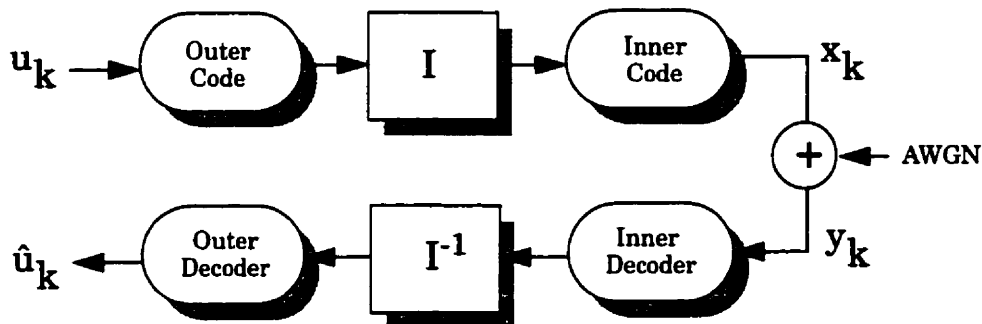 u_k
Outer
Code
I
Inner
Code
x_k
+
AWGN
û_k
Outer
Decoder
I^-1
Inner
Decoder
y_k